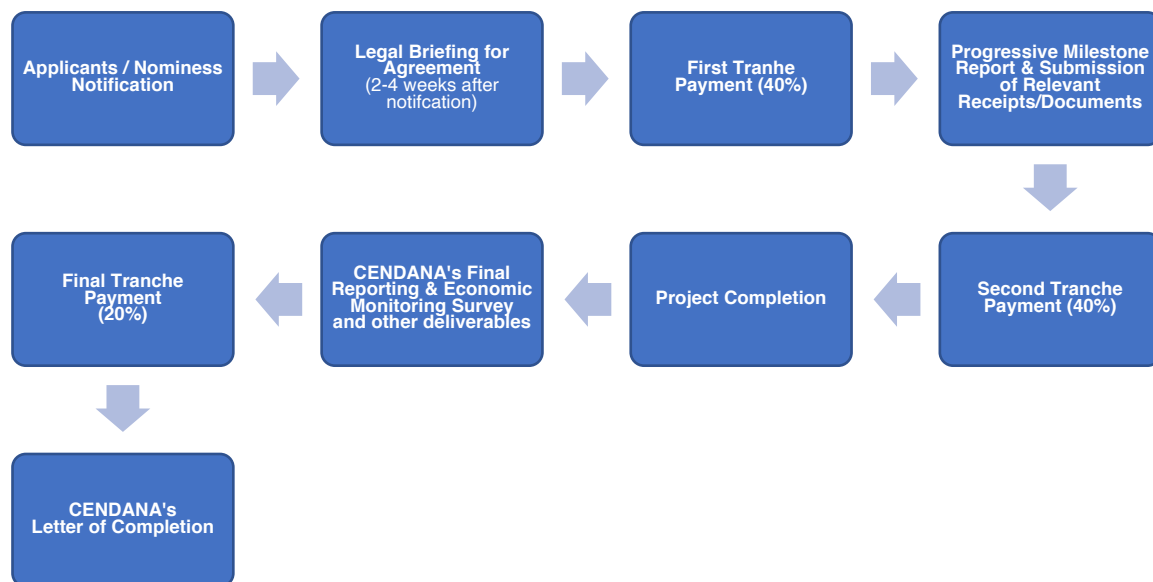 Applicants / Nominess
Notification
Legal Briefing for
Agreement
(2-4 weeks after
notifcation)
First Tranhe
Payment (40%)
Progressive Milestone
Report & Submission
of Relevant
Receipts/Documents
Second Tranche
Payment (40%)
Project Completion
CENDANA's Final
Reporting & Economic
Monitoring Survey
and other deliverables
Final Tranche
Payment
(20%)
CENDANA's
Letter of Completion